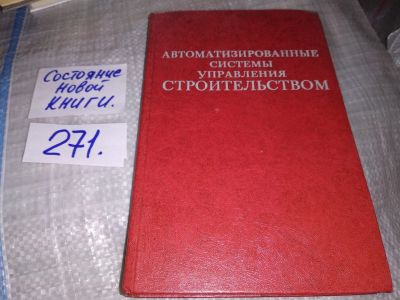 Состояние
новой
книги.
271.
АВТОМАТИЗИРОВАННЫЕ
СИСТЕМЫ
УПРАВЛЕНИЯ
СТРОИТЕЛЬСТВОМ